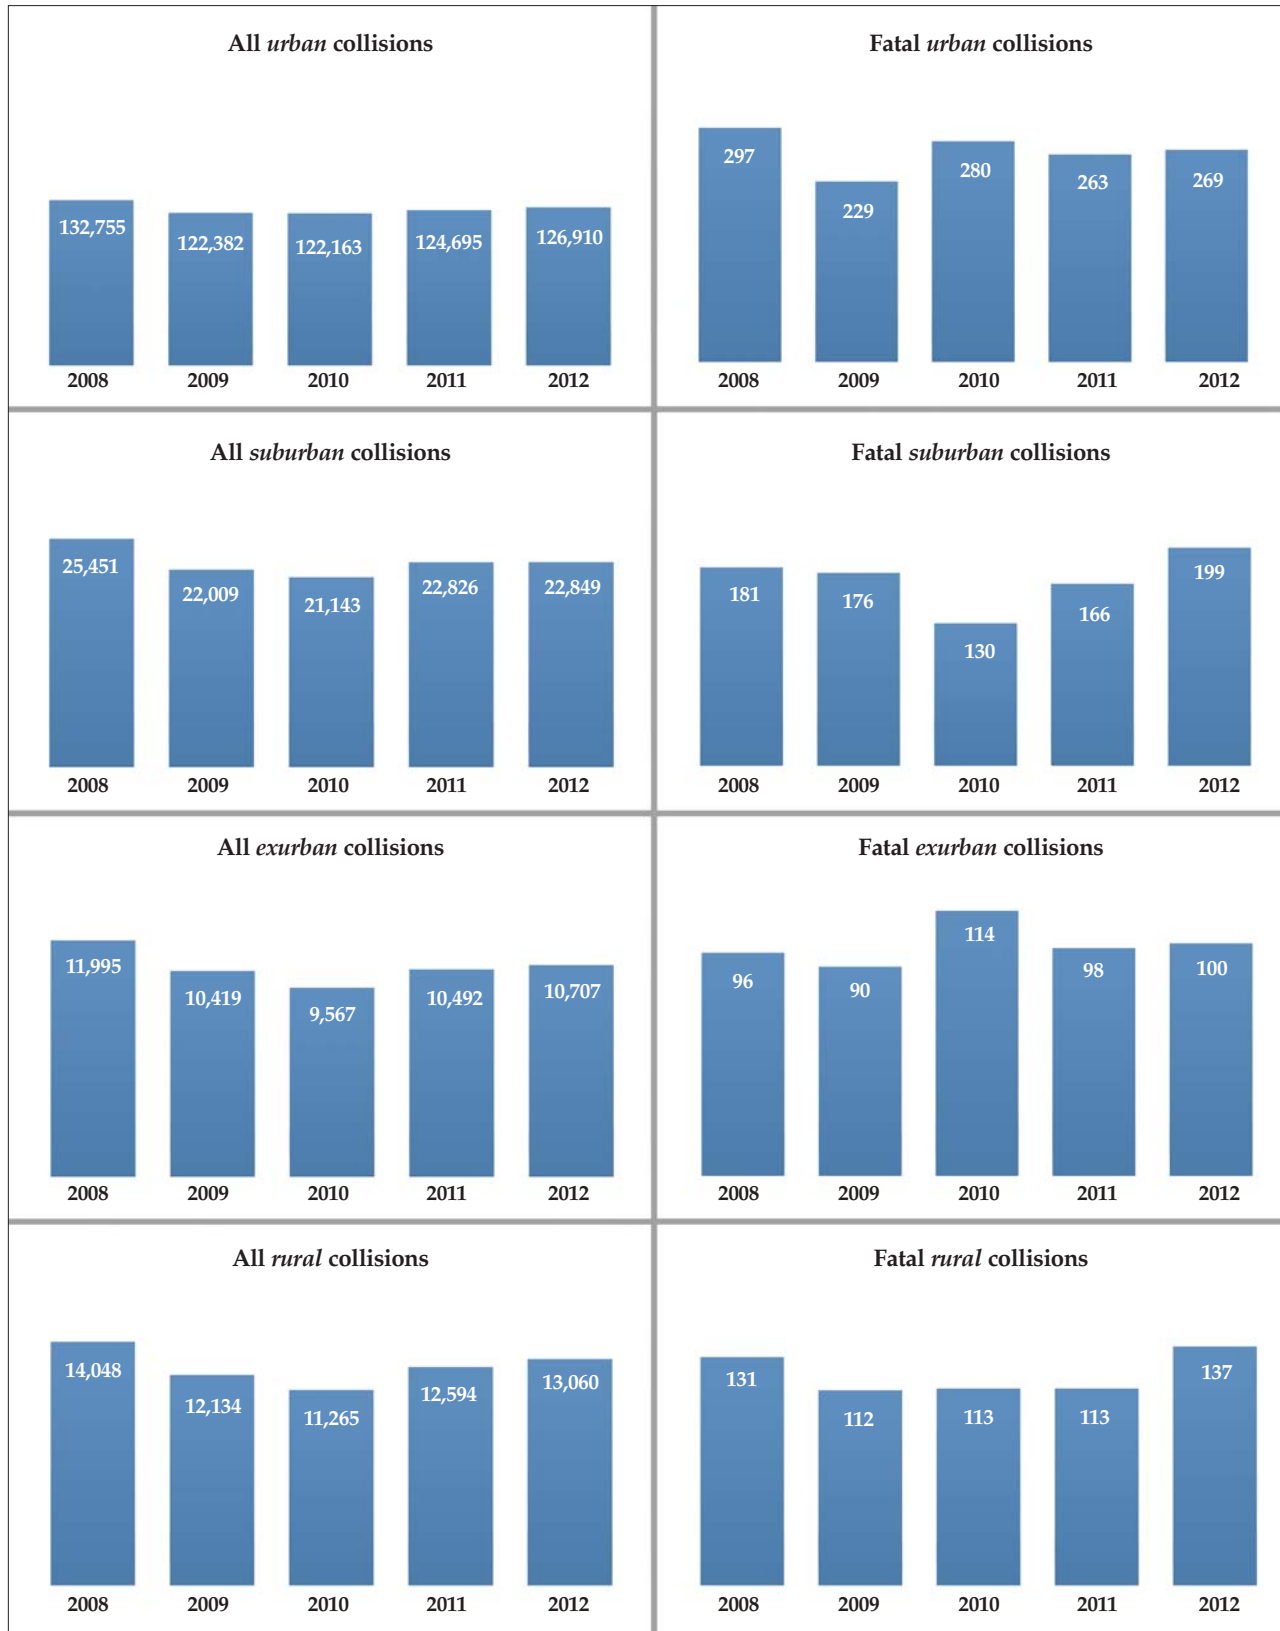 All urban collisions
132,755
122,382
122,163
124,695
126,910
2008 2009 2010 2011 2012
Fatal urban collisions
297
229
280
263
269
2008 2009 2010 2011 2012
All suburban collisions
25,451
22,009
21,143
22,826
22,849
2008 2009 2010 2011 2012
Fatal suburban collisions
181
176
130
166
199
2008 2009 2010 2011 2012
All exurban collisions
11,995
10,419
9,567
10,492
10,707
2008 2009 2010 2011 2012
Fatal exurban collisions
96
90
114
98
100
2008 2009 2010 2011 2012
All rural collisions
14,048
12,134
11,265
12,594
13,060
2008 2009 2010 2011 2012
Fatal rural collisions
131
112
113
113
137
2008 2009 2010 2011 2012